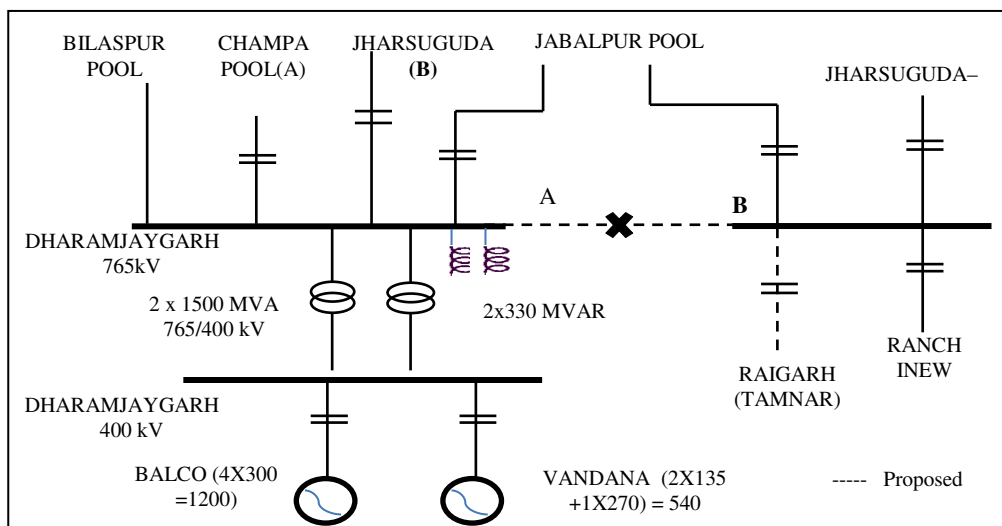 BILASPUR
POOL
CHAMPA
POOL(A)
JHARSUGUDA
(B)
JABALPUR POOL
JHARSUGUDA–
A
B
DHARAMJAYGARH
765kV
2 x 1500 MVA
765/400 kV
2x330 MVAR
RAIGARH
(TAMNAR)
RANCH
INEW
DHARAMJAYGARH
400 kV
BALCO (4X300
=1200)
VANDANA (2X135
+1X270) = 540
----- Proposed